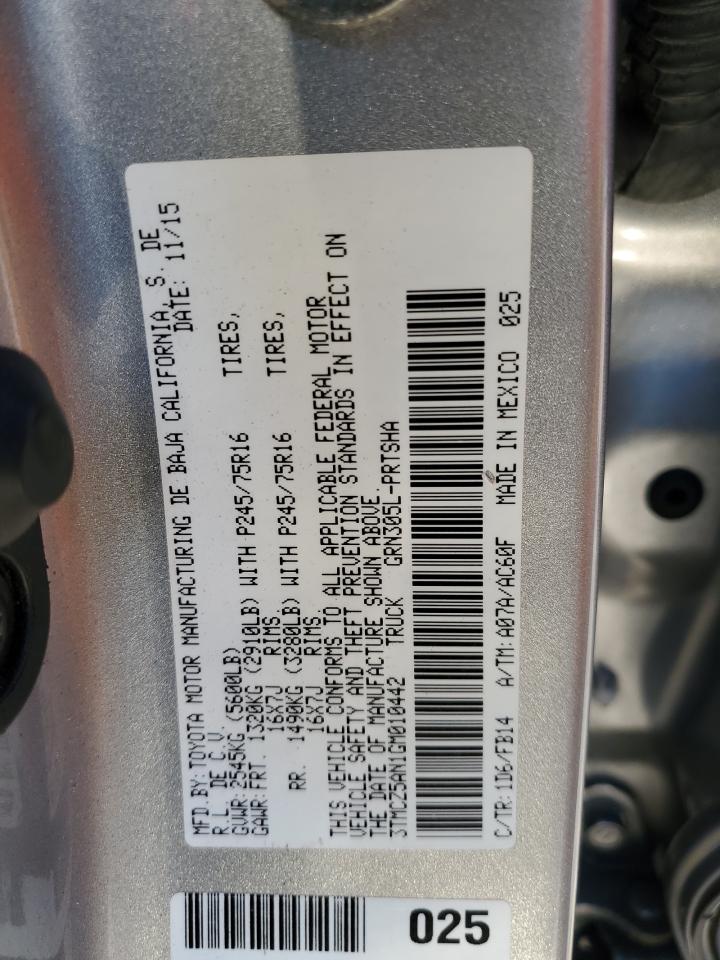 MFD. BY: TOYOTA MOTOR MANUFACTURING DE BAJA CALIFORNIA, S. DE
R L. DE C.V. DATE: 11/15
GVWR: 2545KG (5600LB)
GAWR: FRT. 1320KG (2910LB) WITH P245/75R16 TIRES,
16X7J RIMS
RR. 1490KG (3280LB) WITH P245/75R16 TIRES,
16X7J RIMS
THIS VEHICLE CONFORMS TO ALL APPLICABLE FEDERAL MOTOR
VEHICLE SAFETY AND THEFT PREVENTION STANDARDS IN EFFECT ON
THE DATE OF MANUFACTURE SHOWN ABOVE.
3TMCZ5AN1GM010442 TRUCK GRN305L-PRTSHA
C/TR: 1D6/FB14 A/TM: A07A/AC60F MADE IN MEXICO 025
025